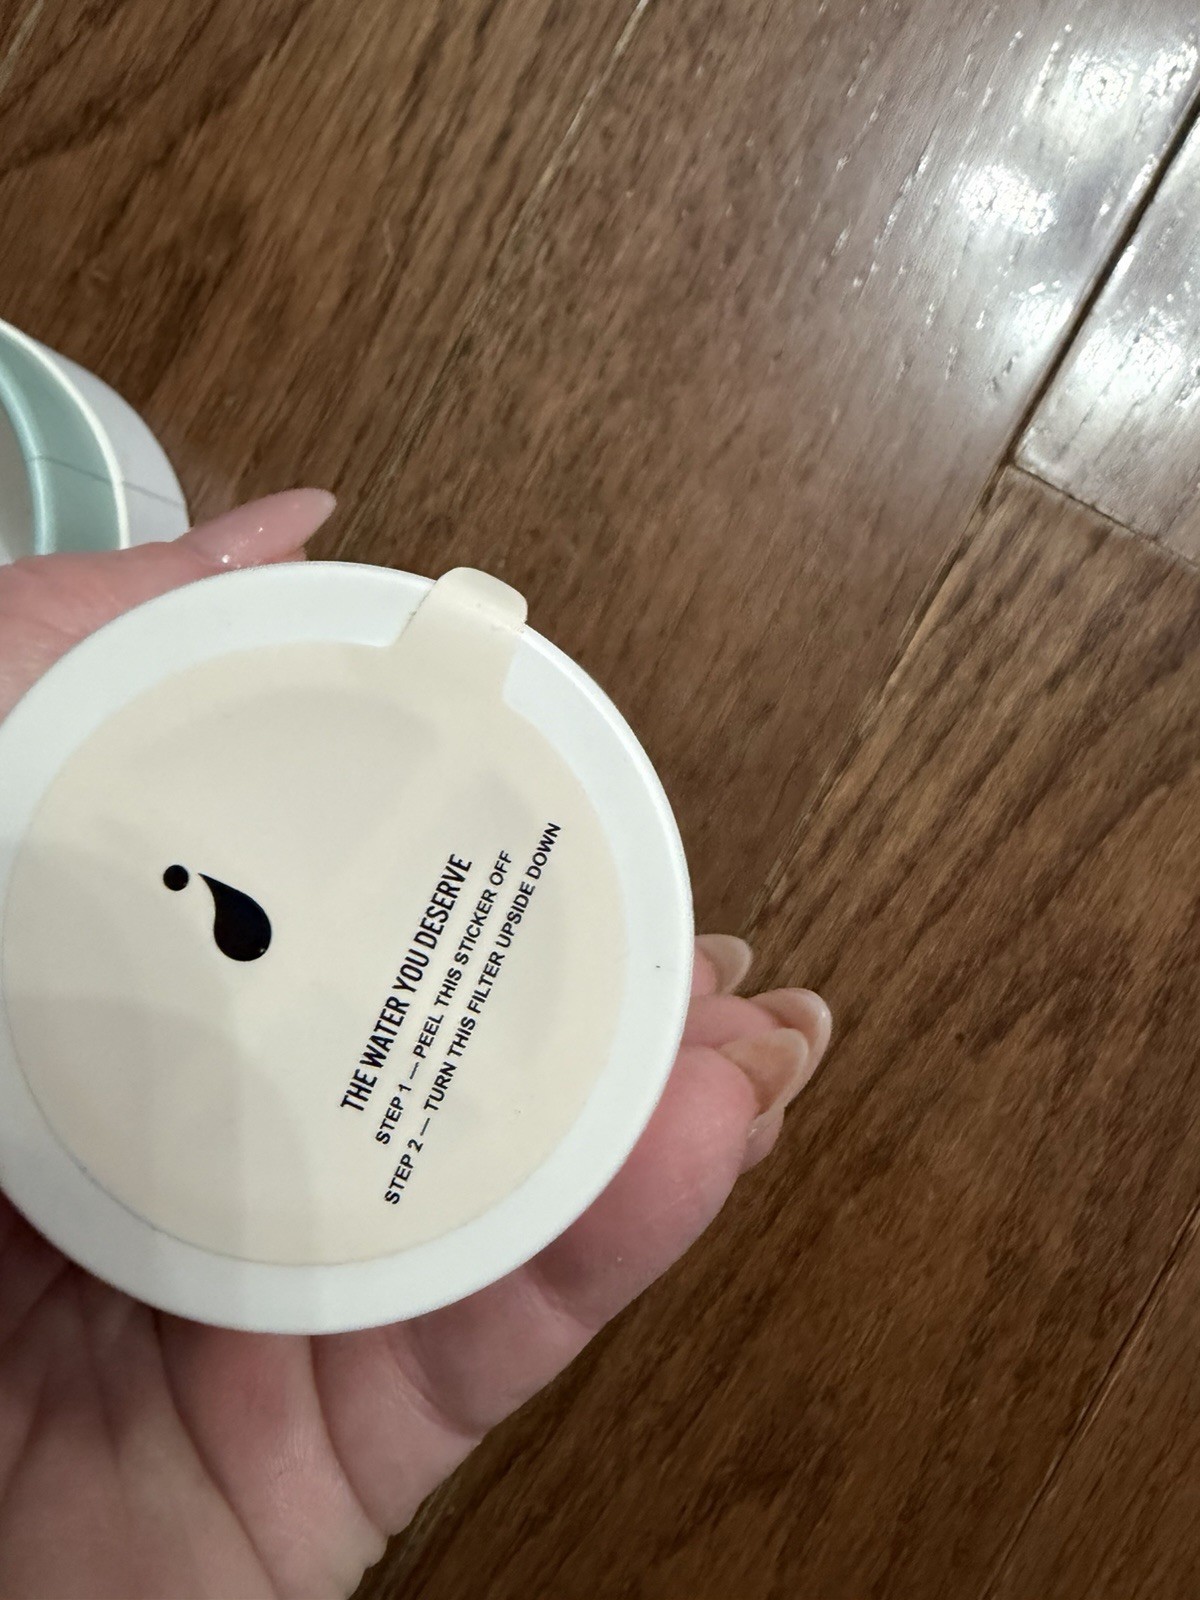 THE WATER YOU DESERVE
STEP 1 — PEEL THIS STICKER OFF
STEP 2 — TURN THIS FILTER UPSIDE DOWN